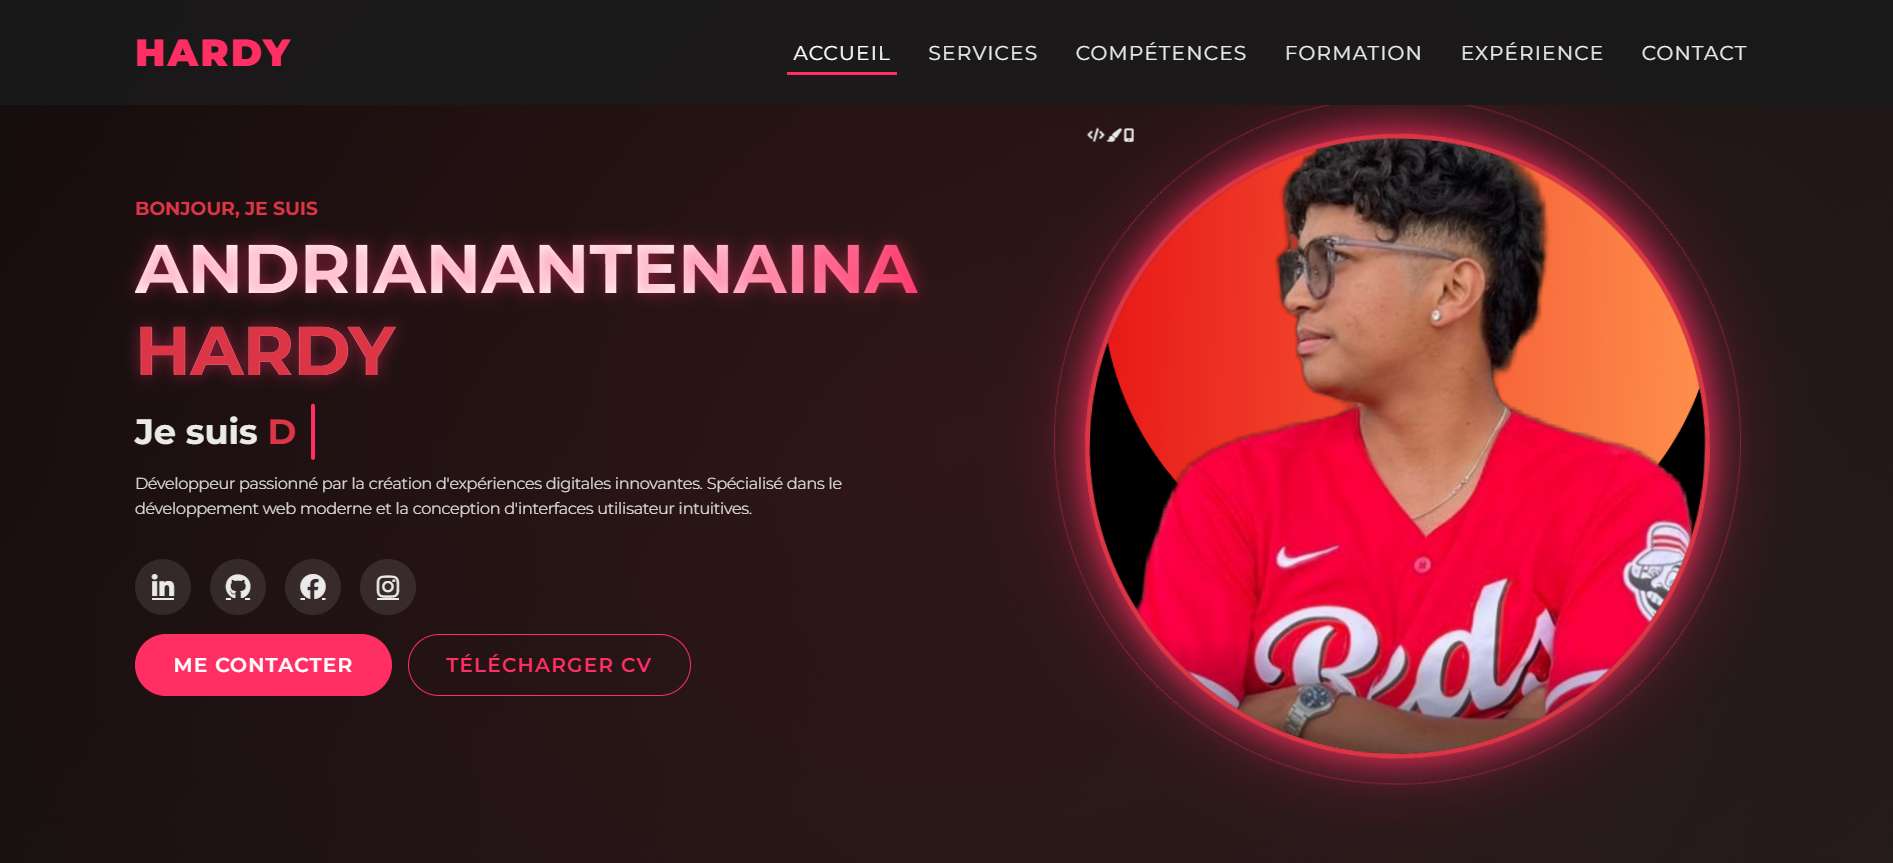 HARDY
ACCUEIL SERVICES COMPÉTENCES FORMATION EXPÉRIENCE CONTACT
BONJOUR, JE SUIS
ANDRIANANTENAINA
HARDY
Je suis D
Développeur passionné par la création d'expériences digitales innovantes. Spécialisé dans le
développement web moderne et la conception d'interfaces utilisateur intuitives.
ME CONTACTER TÉLÉCHARGER CV
Reds